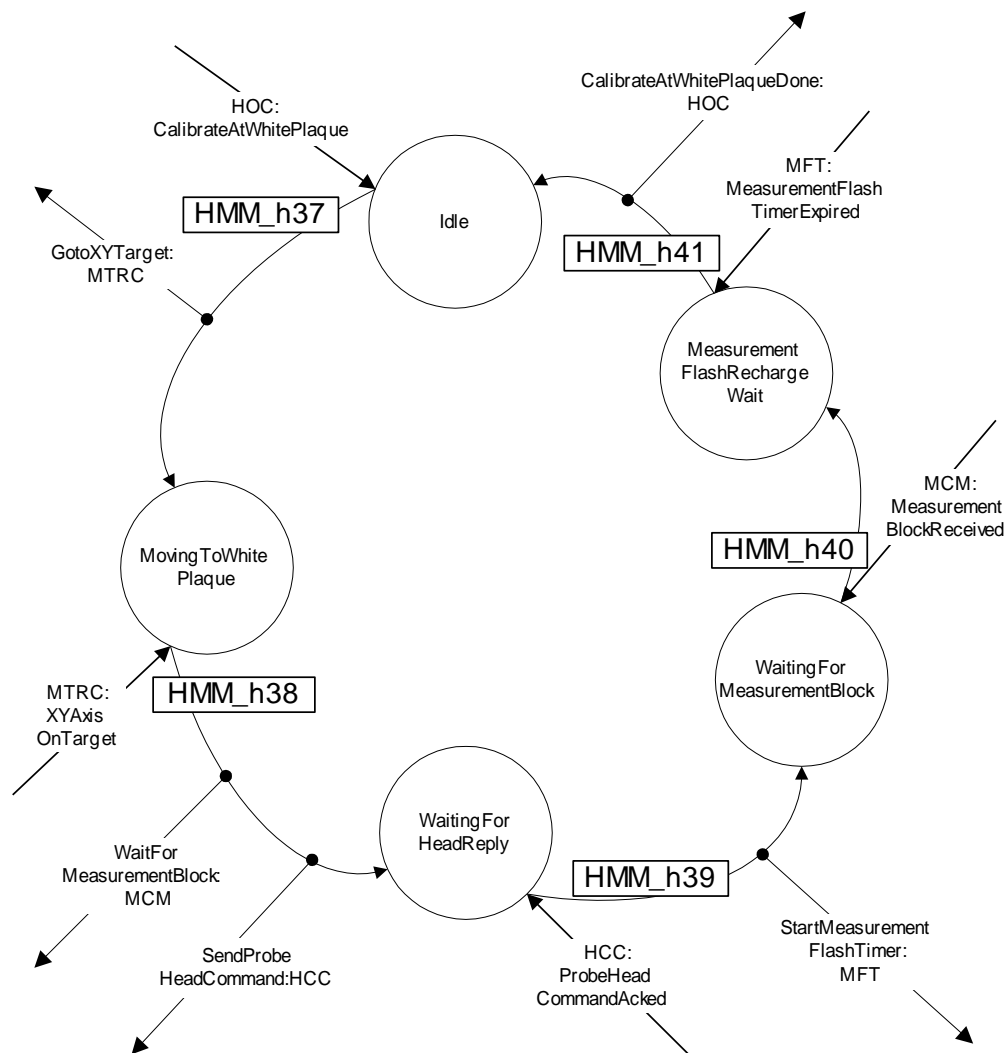 CalibrateAtWhitePlaqueDone:
HOC
HOC:
CalibrateAtWhitePlaque
MFT:
MeasurementFlash
TimerExpired
HMM_h37
Idle
HMM_h41
GotoXYTarget:
MTRC
Measurement
FlashRecharge
Wait
MCM:
Measurement
BlockReceived
HMM_h40
MovingToWhite
Plaque
WaitingFor
MeasurementBlock
HMM_h38
MTRC:
XYAxis
OnTarget
WaitingFor
HeadReply
HMM_h39
WaitFor
MeasurementBlock:
MCM
SendProbe
HeadCommand:HCC
HCC:
ProbeHead
CommandAcked
StartMeasurement
FlashTimer:
MFT